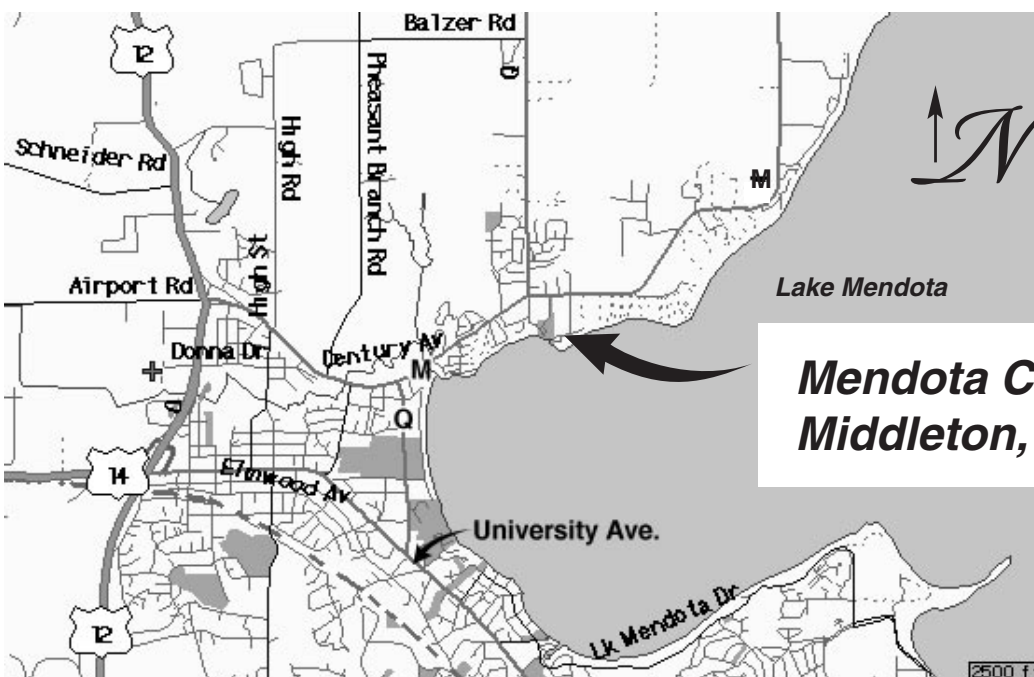 Balzer Rd
12
Q
Pheasant Branch Rd
High Rd
Schneider Rd
M
N
High St
Airport Rd
Lake Mendota
Donna Dr
Century Av
M
Mendota C
Middleton,
Q
Q
14
Elmwood Av
University Ave.
Lk Mendota Dr
12
2500 f